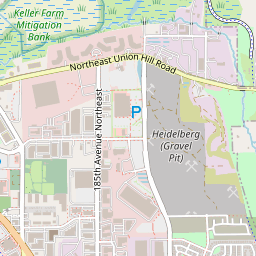 Keller Farm
Mitigation
Bank
Northeast Union Hill Road
185th Avenue Northeast
P
Heidelberg
(Gravel
Pit)